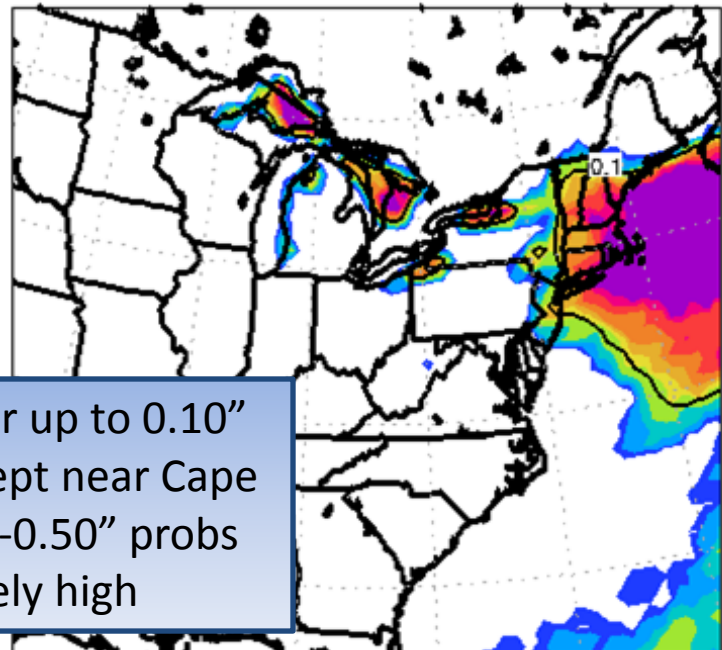 0.1
r up to 0.10”
ept near Cape
-0.50” probs
ely high